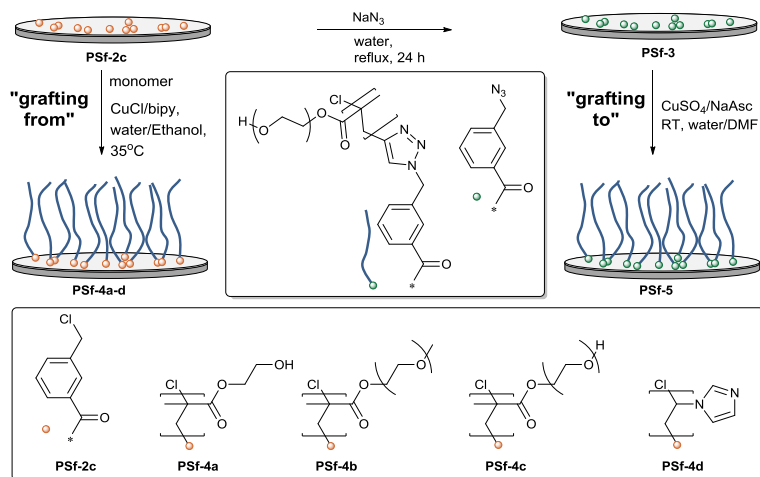 NaN3
water,
reflux, 24 h
PSf-2c
PSf-3
"grafting
from"
monomer
CuCl/bipy,
water/Ethanol,
35°C
"grafting
to"
CuSO4/NaAsc
RT, water/DMF
Cl
H
O
O
O
N
N
N
N3
O
*
O
*
PSf-4a-d
PSf-5
Cl
O
*
Cl
O
OH
O
Cl
O
O
O
Cl
O
O
H
O
Cl
N
N
PSf-2c
PSf-4a
PSf-4b
PSf-4c
PSf-4d